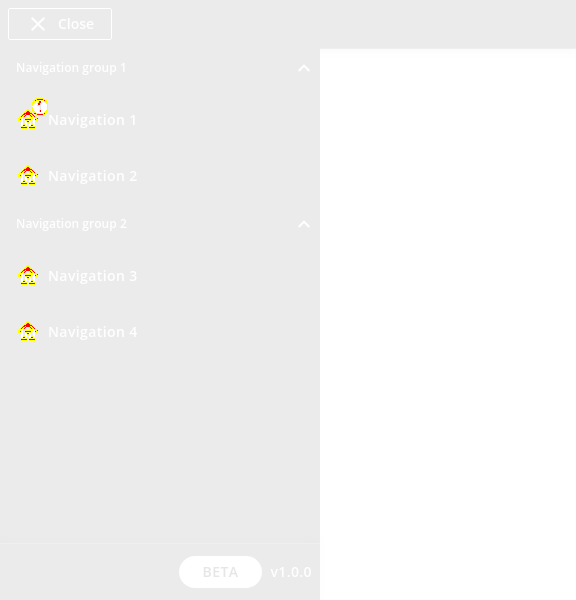 Close
Navigation group 1
Navigation 1
Navigation 2
Navigation group 2
Navigation 3
Navigation 4
BETA v1.0.0